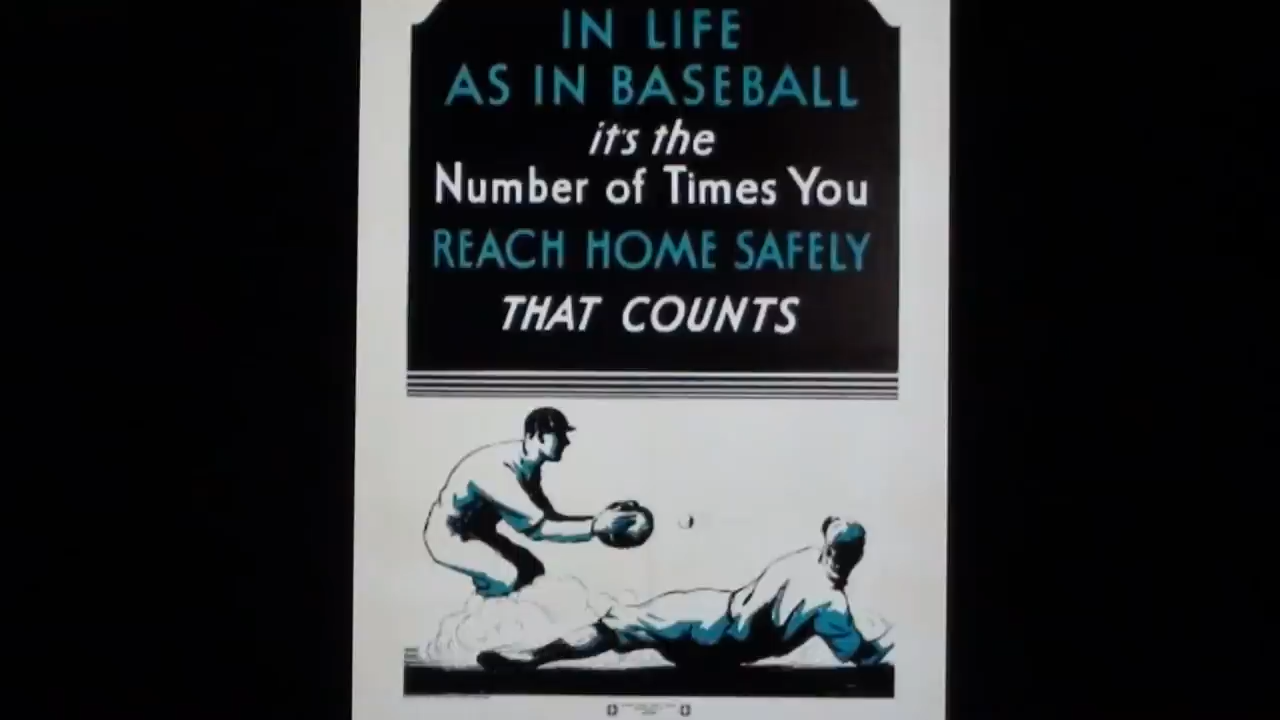 IN LIFE
AS IN BASEBALL
it's the
Number of Times You
REACH HOME SAFELY
THAT COUNTS